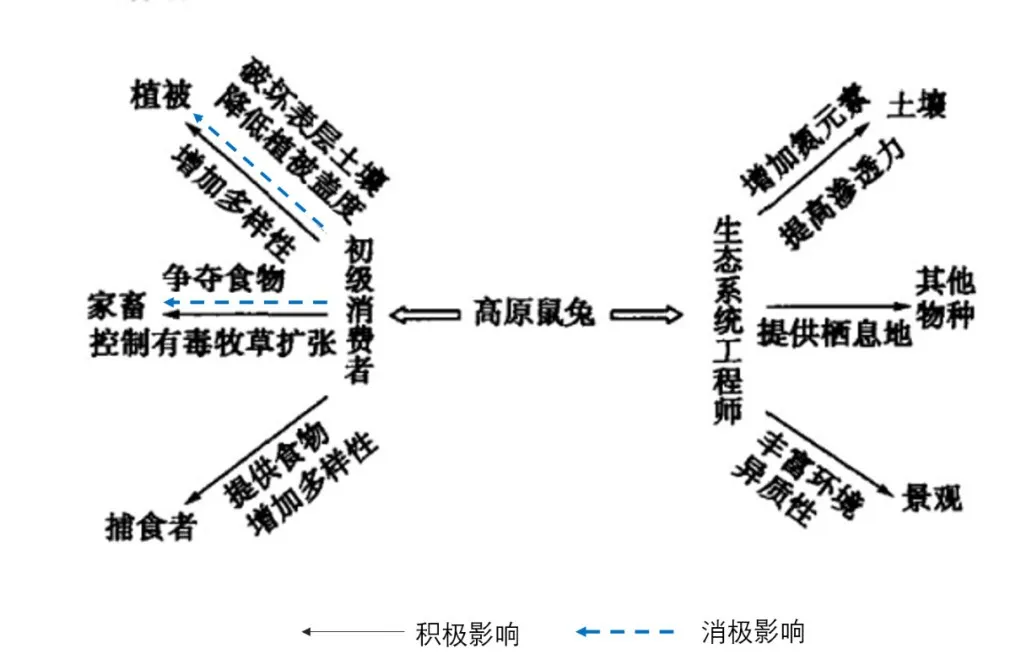 植被
破坏表层土壤
降低植被盖度
增加多样性
争夺食物
家畜
控制有毒牧草扩张
初级消费者
提供食物
增加多样性
捕食者
高原鼠兔
生态系统工程师
增加氮元素
土壤
提高渗透力
其他
物种
提供栖息地
丰富环境
异质性
景观
积极影响
消极影响